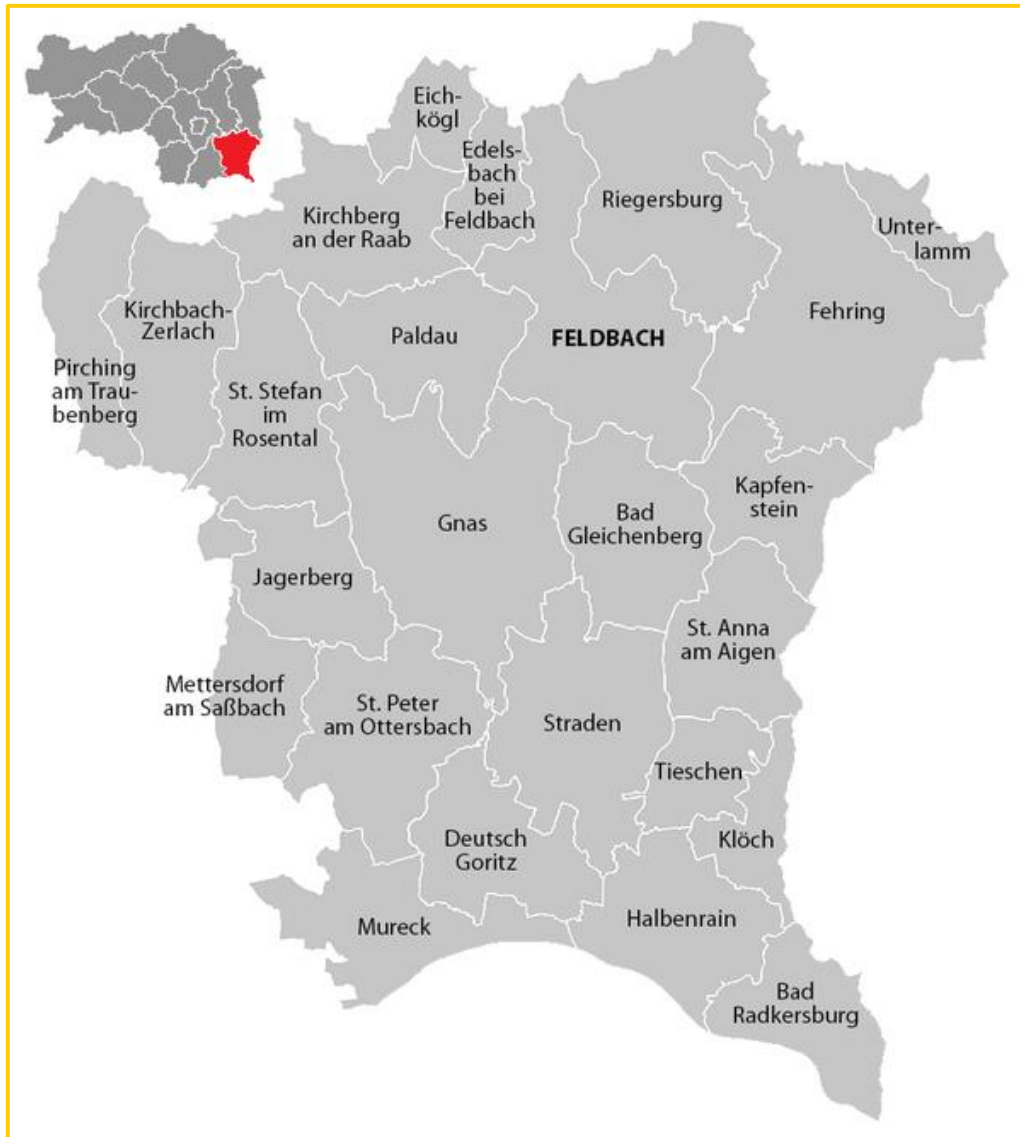 Eich-
kögl
Edels-
bach
bei
Feldbach
Riegersburg
Kirchberg
an der Raab
Unter-
lamm
Kirchbach-
Zerlach
Fehring
Paldau
FELDBACH
Pirching
am Trau-
benberg
St. Stefan
im
Rosental
Kapfen-
stein
Gnas
Bad
Gleichenberg
Jagerberg
St. Anna
am Aigen
Mettersdorf
am Saßbach
St. Peter
am Ottersbach
Straden
Tieschen
Deutsch
Goritz
Klöch
Mureck
Halbenrain
Bad
Radkersburg